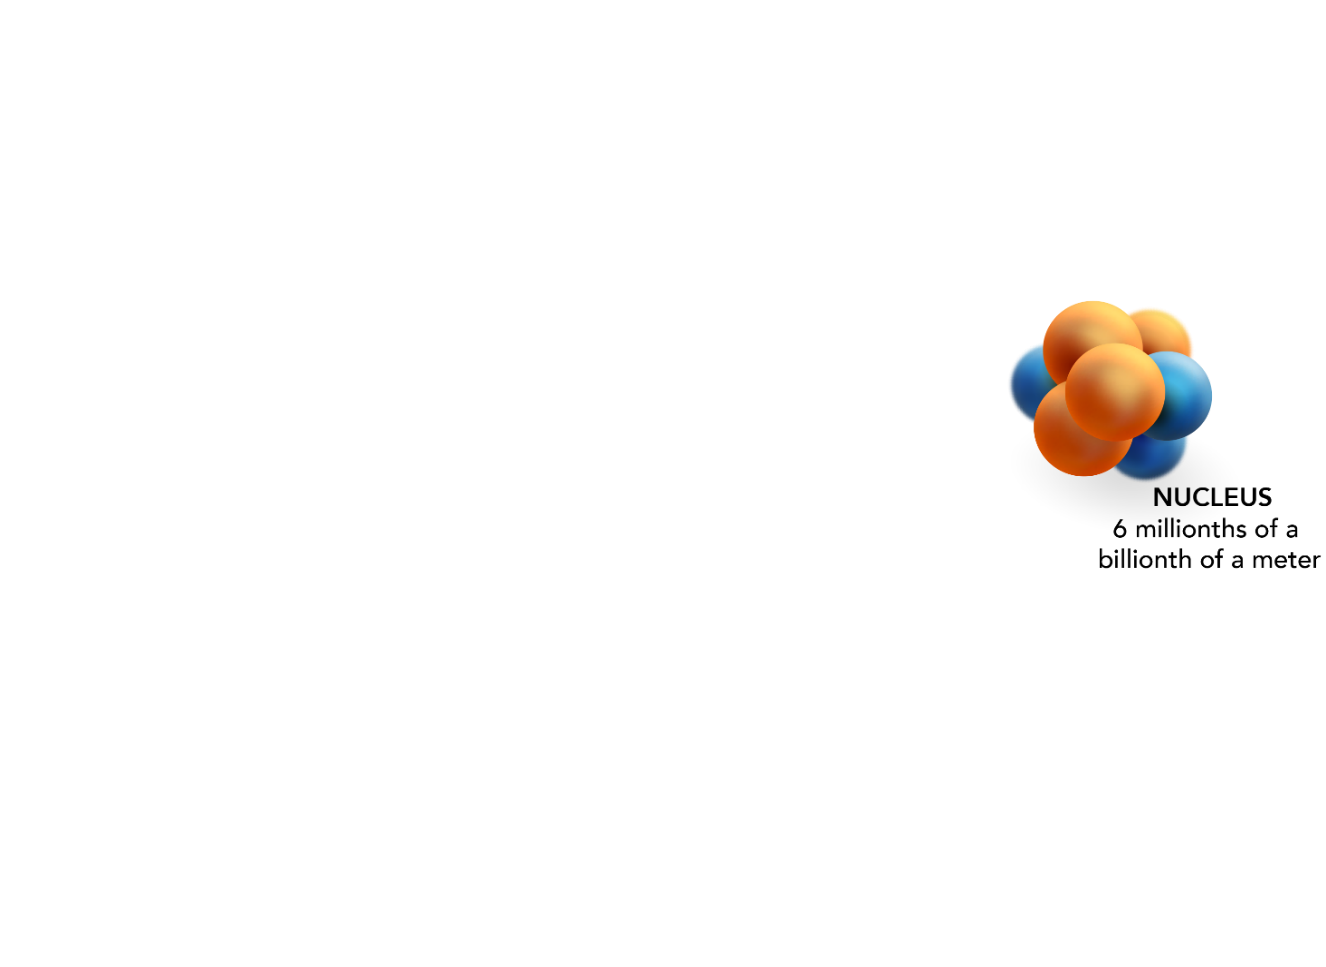 NUCLEUS
6 millionths of a
billionth of a meter